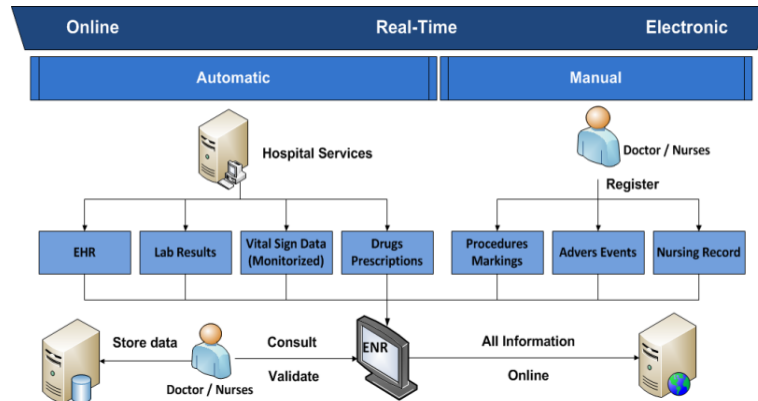 Online Real-Time Electronic
Automatic Manual
Hospital Services
Doctor / Nurses
Register
EHR
Lab Results
Vital Sign Data
(Monitorized)
Drugs
Prescriptions
Procedures
Markings
Advers Events
Nursing Record
Store data
Doctor / Nurses
Consult
Validate
ENR
All Information
Online